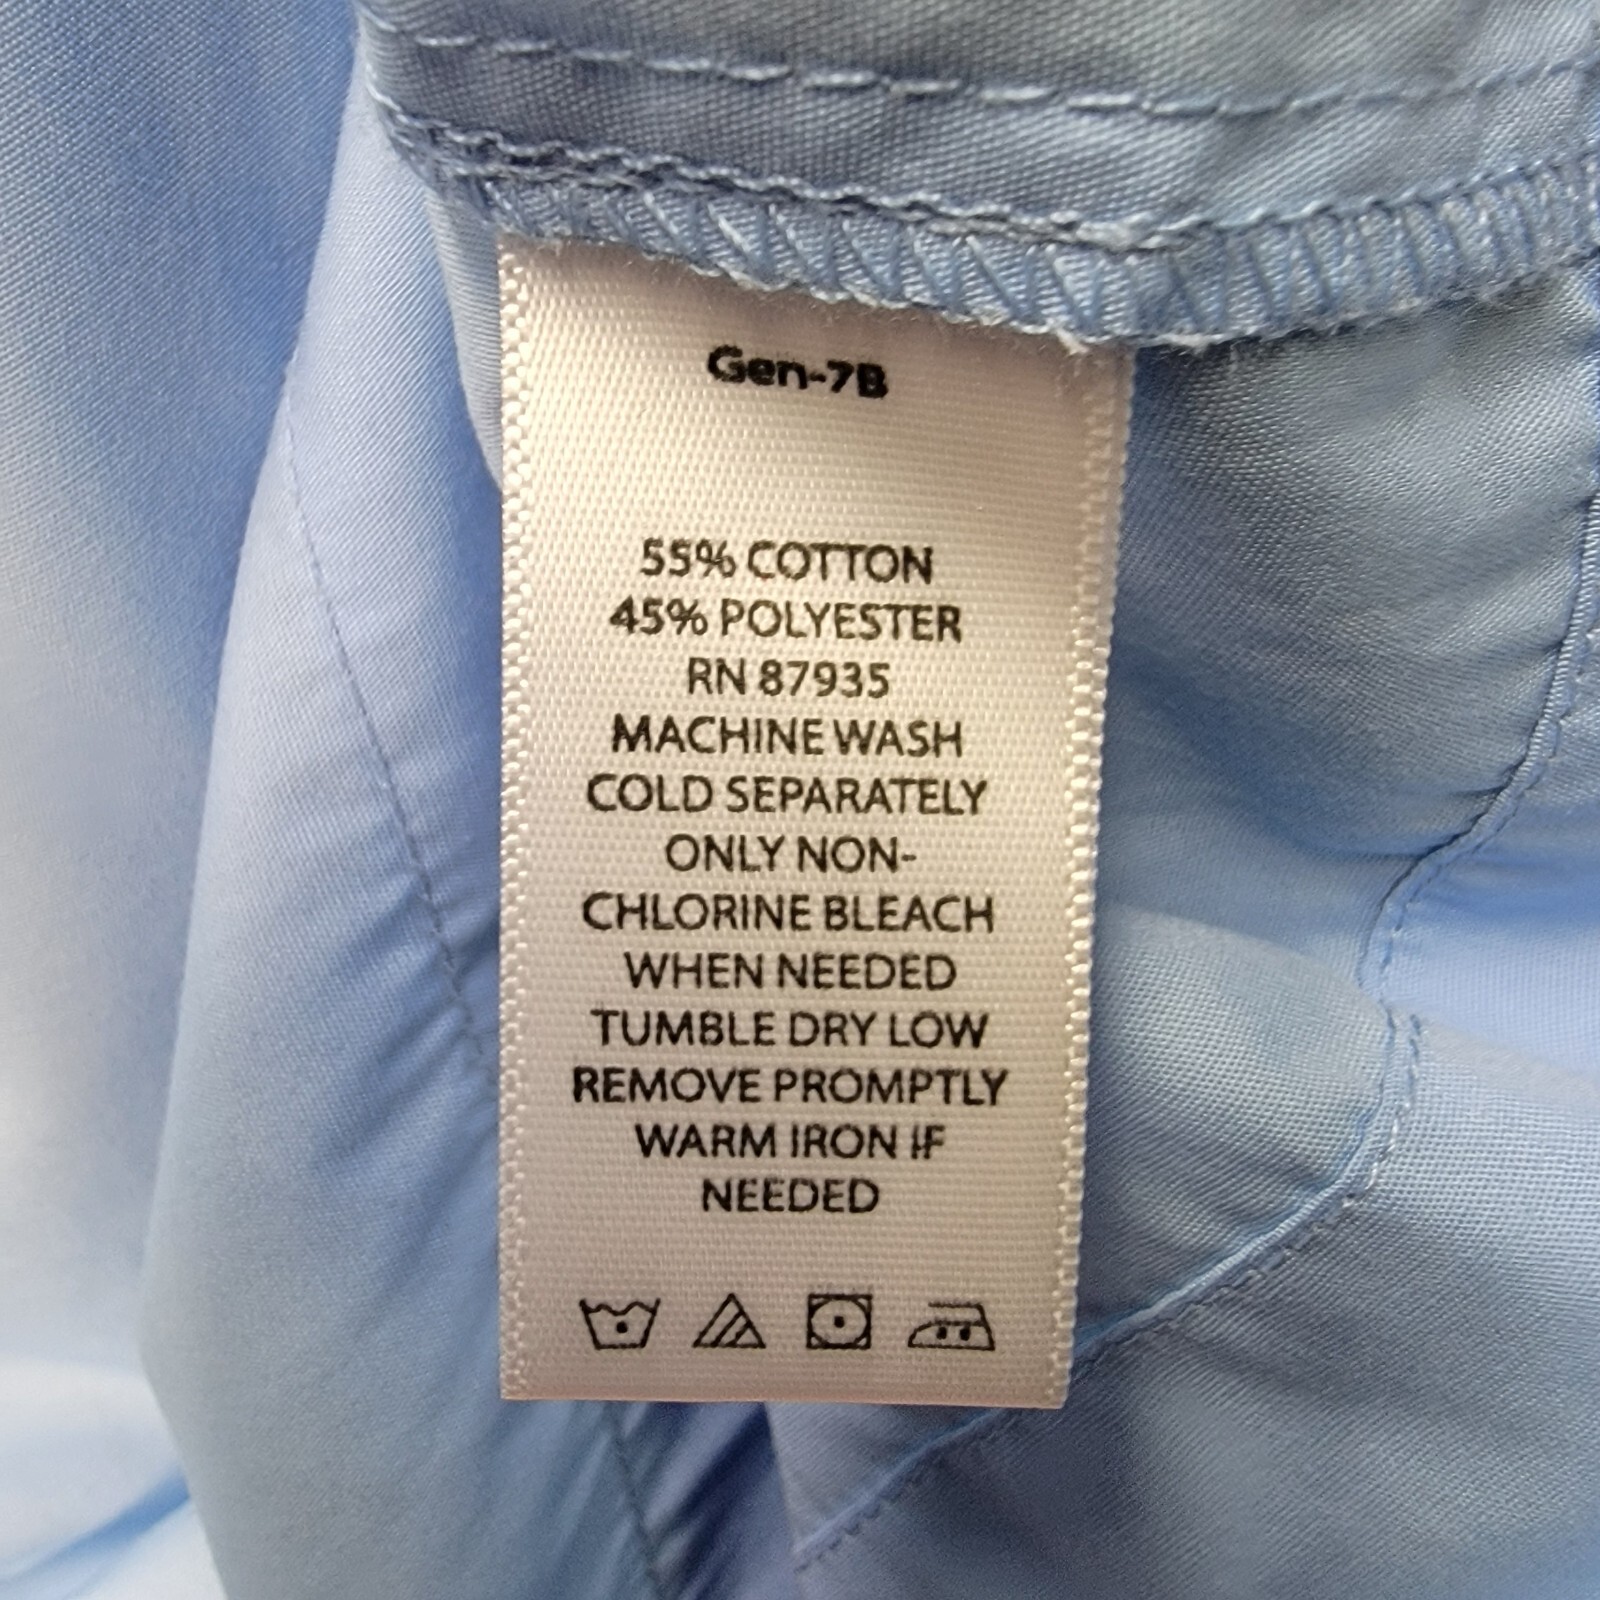 Gen-7B
55% COTTON
45% POLYESTER
RN 87935
MACHINE WASH
COLD SEPARATELY
ONLY NON-
CHLORINE BLEACH
WHEN NEEDED
TUMBLE DRY LOW
REMOVE PROMPTLY
WARM IRON IF
NEEDED